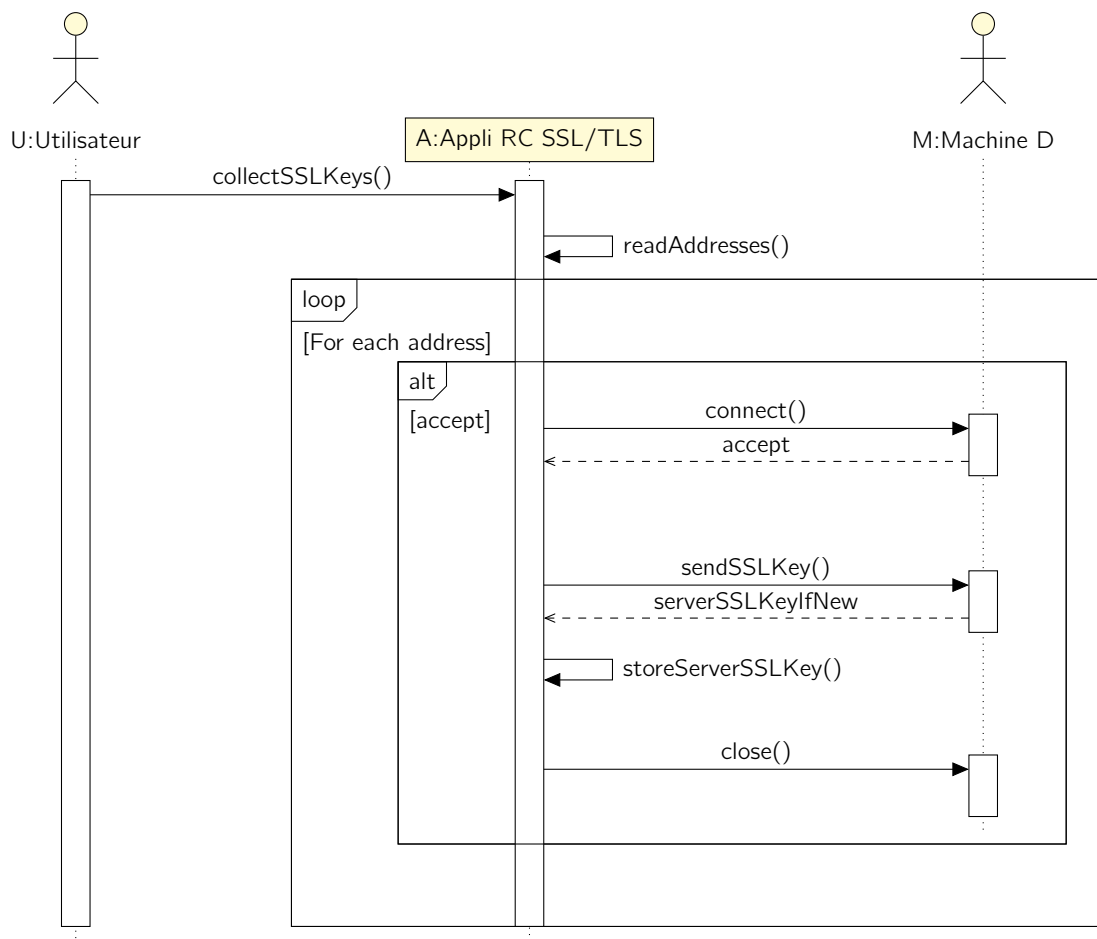 U:Utilisateur
A:Appli RC SSL/TLS
M:Machine D
collectSSLKeys()
readAddresses()
loop
[For each address]
alt
[accept]
connect()
accept
sendSSLKey()
serverSSLKeyIfNew
storeServerSSLKey()
close()